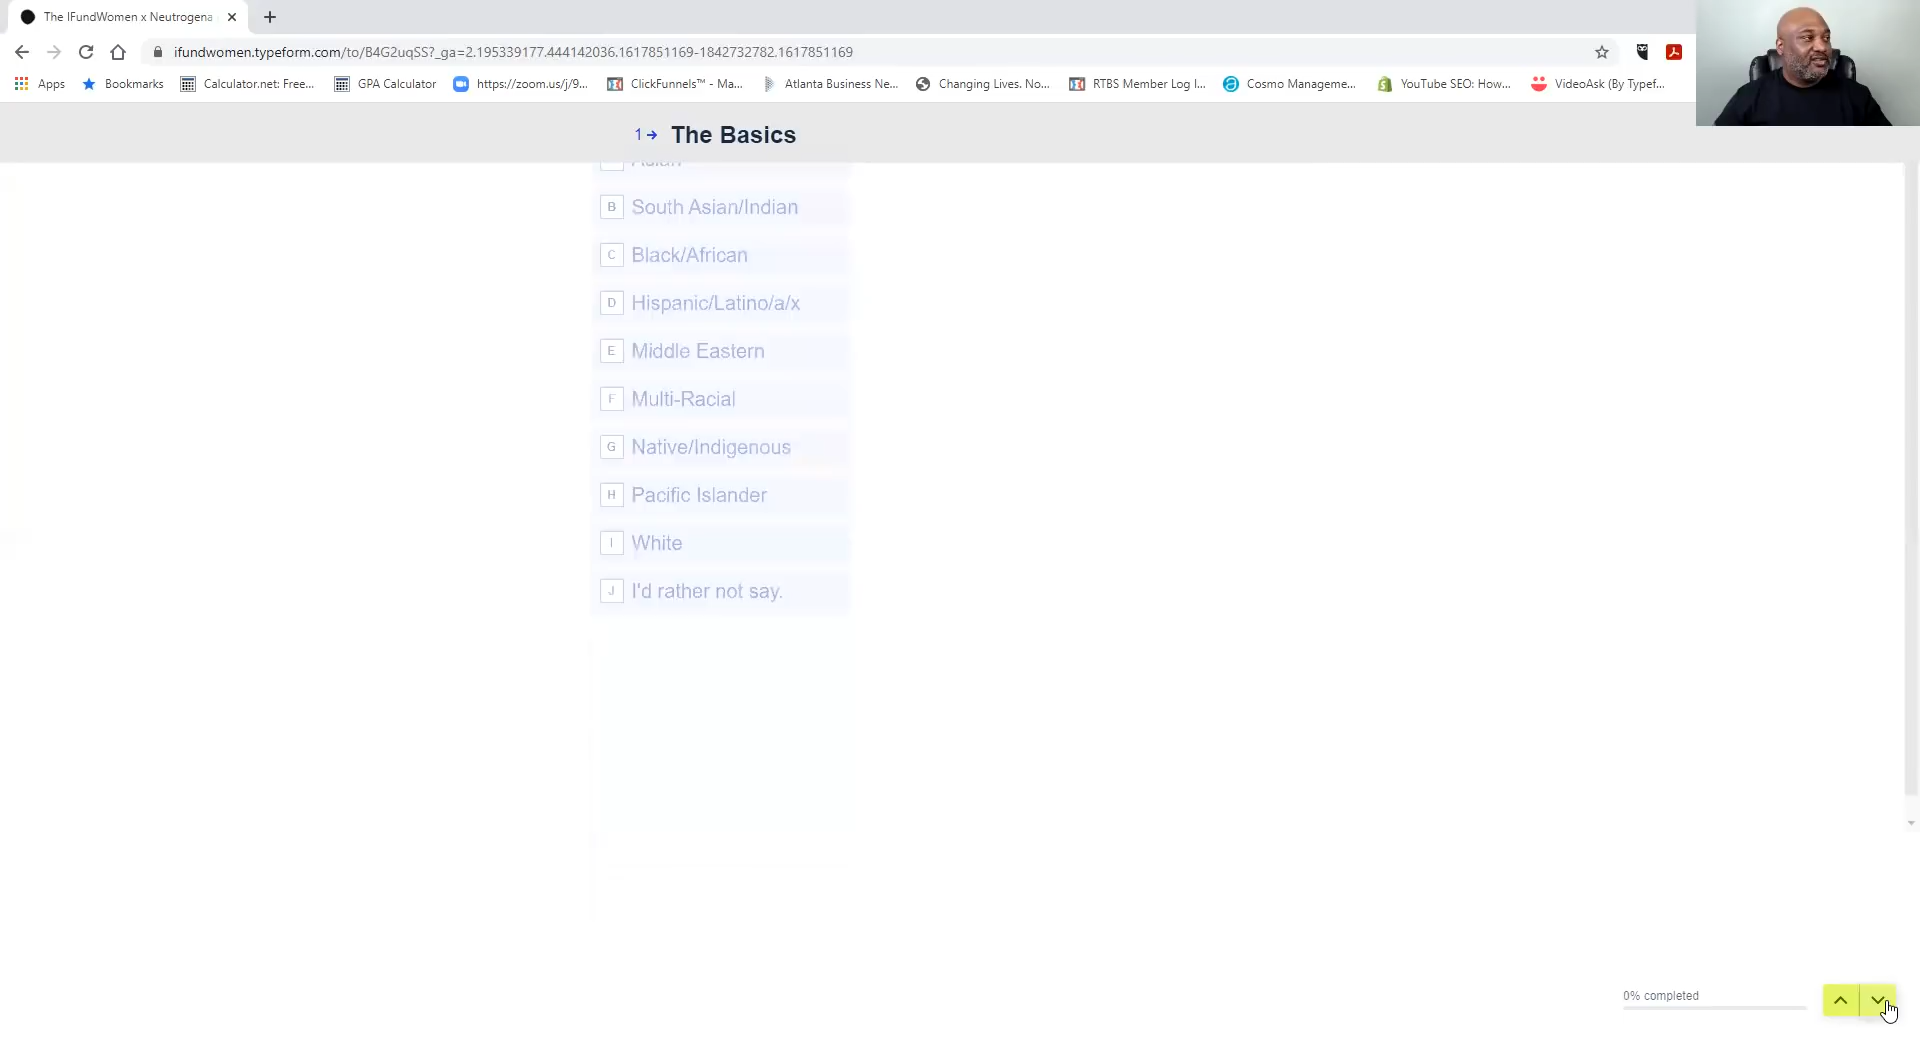 The IFundWomen x Neutrogena
ifundwomen.typeform.com/to/B4G2uqSS?_ga=2.195339177.444142036.1617851169-1842732782.1617851169
Apps Bookmarks Calculator.net: Free... GPA Calculator https://zoom.us/j/9... ClickFunnels™ - Ma... Atlanta Business Ne... Changing Lives. No... RTBS Member Log I... Cosmo Manageme... YouTube SEO: How... VideoAsk (By Typef...
1 The Basics
B South Asian/Indian
C Black/African
D Hispanic/Latino/a/x
E Middle Eastern
F Multi-Racial
G Native/Indigenous
H Pacific Islander
I White
J I'd rather not say.
0% completed